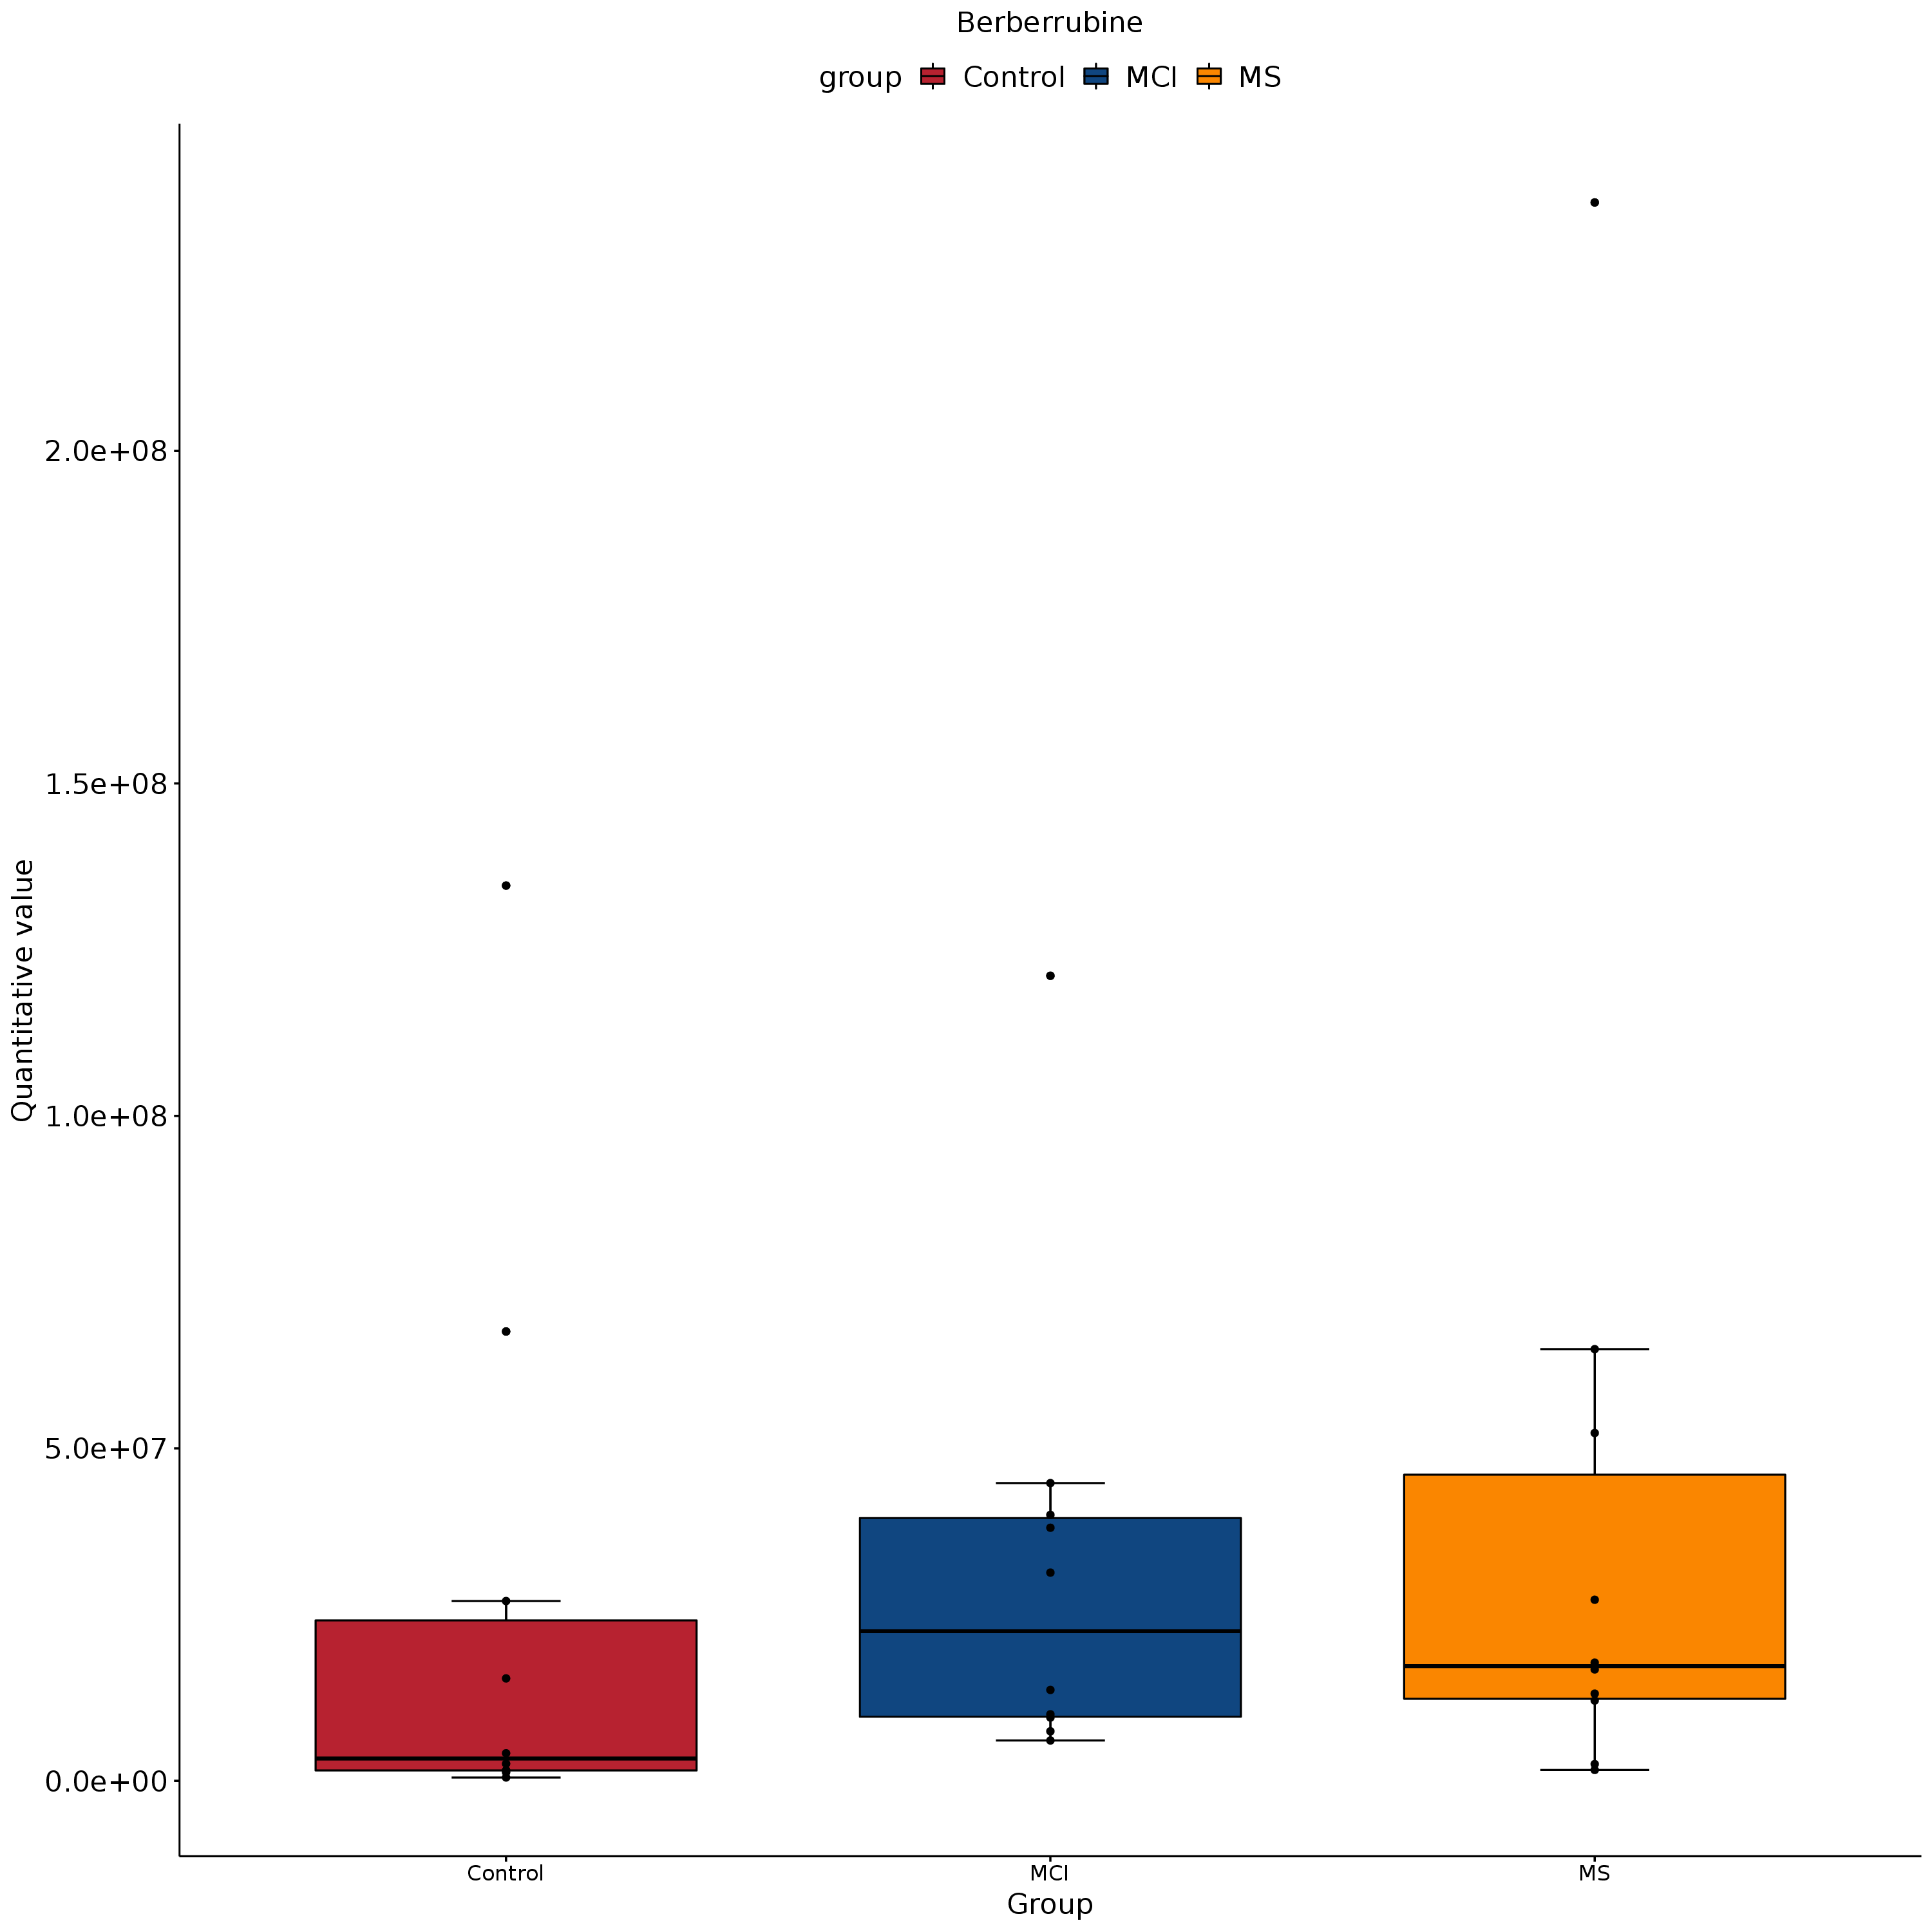 Berberrubine
group Control MCI MS
Quantitative value
2.0e+08
1.5e+08
1.0e+08
5.0e+07
0.0e+00
Control MCI MS
Group